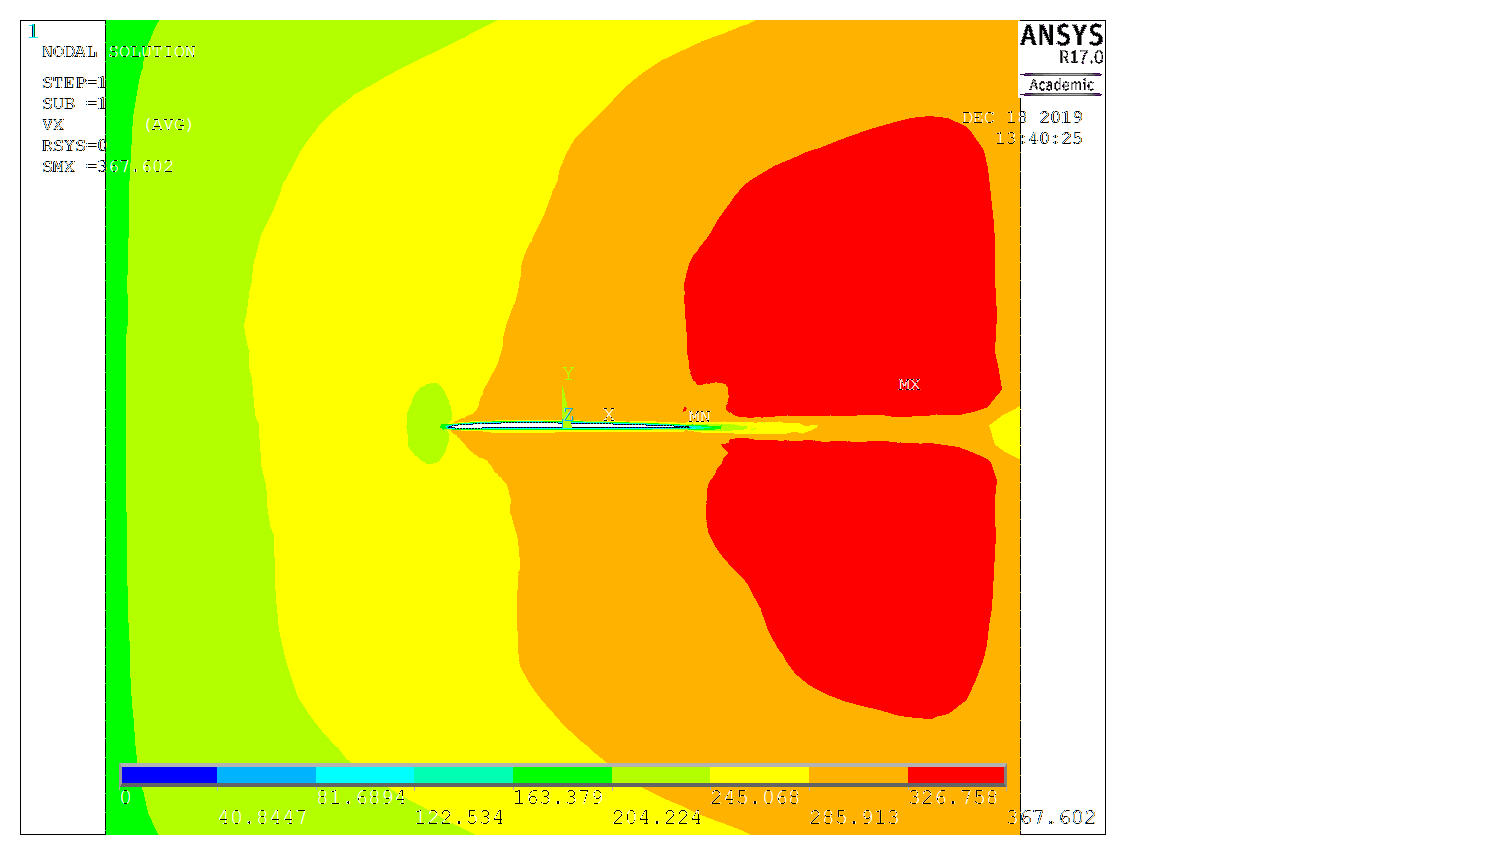 1
NODAL SOLUTION
STEP=1
SUB =1
VX (AVG)
RSYS=0
SMX =367.602
ANSYS
R17.0
Academic
DEC 18 2019
13:40:25
MX
Y
Z X MN
0 81.6894 163.379 245.068 326.758
40.8447 122.534 204.224 285.913 367.602